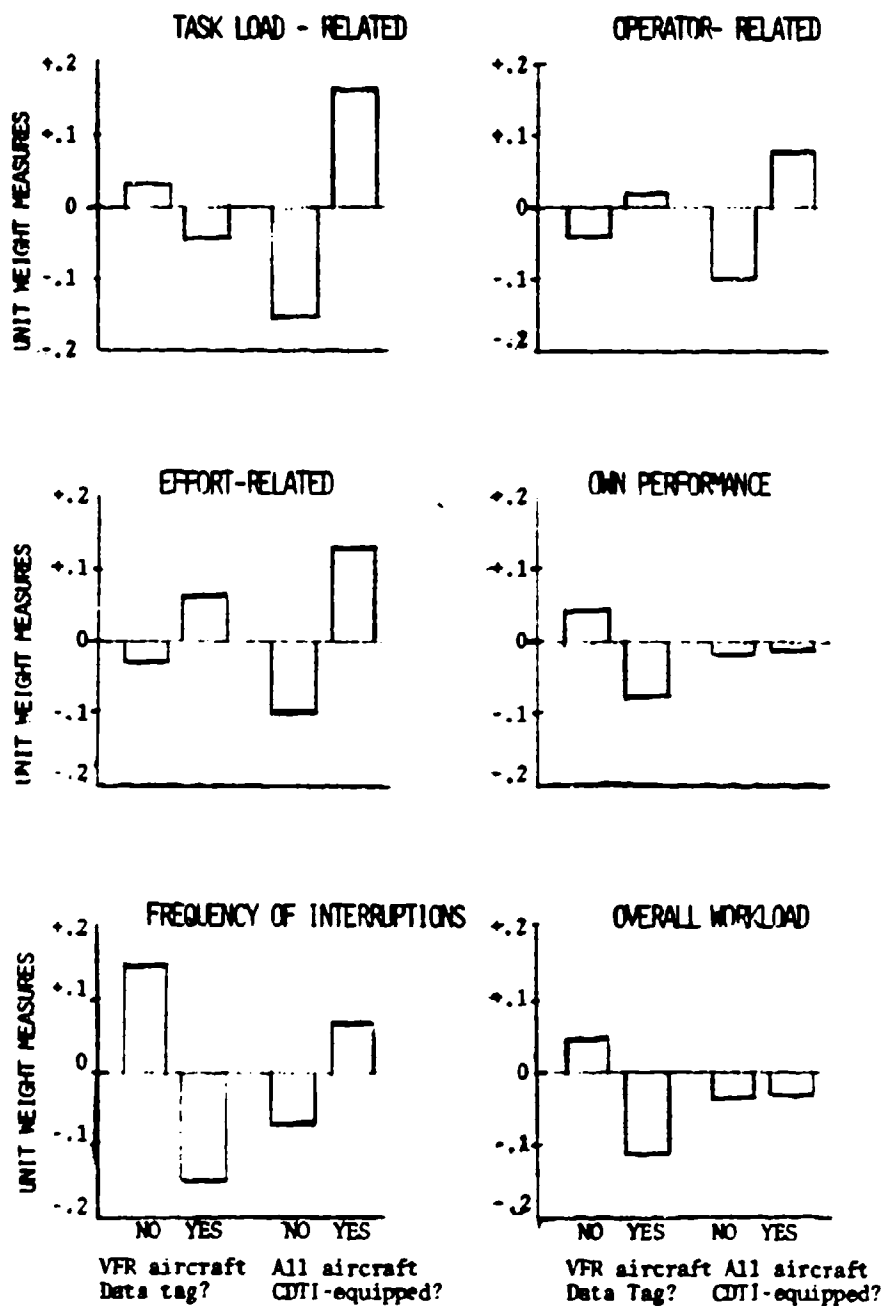 TASK LOAD - RELATED
OPERATOR- RELATED
UNIT WEIGHT MEASURES
+.2
+.1
0
-.1
-.2
+.2
+.1
0
-.1
-.2
EFFORT-RELATED
OWN PERFORMANCE
UNIT WEIGHT MEASURES
+.2
+.1
0
-.1
-.2
+.2
+.1
0
-.1
-.2
FREQUENCY OF INTERRUPTIONS
OVERALL WORKLOAD
UNIT WEIGHT MEASURES
+.2
+.1
0
-.1
-.2
+.2
+.1
0
-.1
-.2
NO YES NO YES
NO YES NO YES
VFR aircraft All aircraft
Data tag? CDTI-equipped?
VFR aircraft All aircraft
Data Tag? CDTI-equipped?